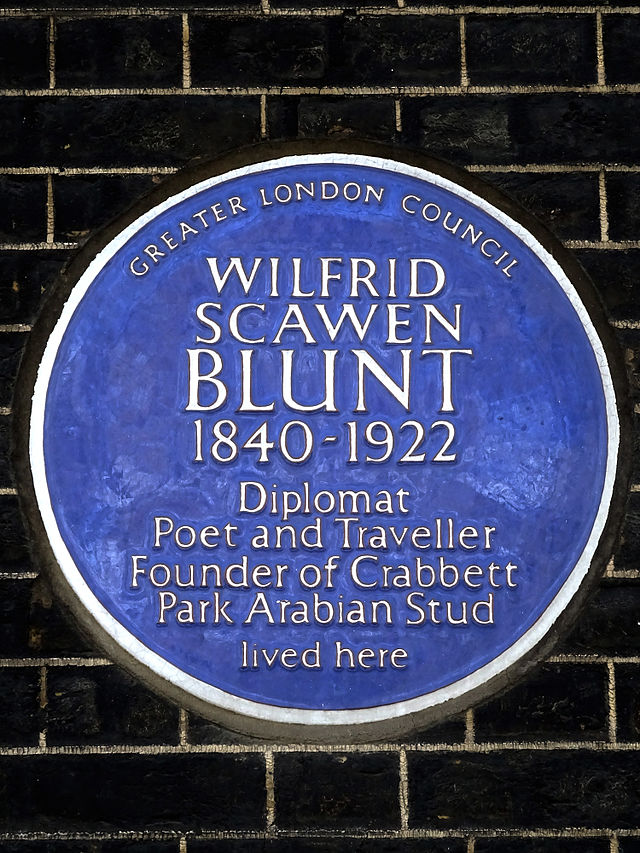 GREATER LONDON COUNCIL
WILFRID
SCAWEN
BLUNT
1840-1922
Diplomat
Poet and Traveller
Founder of Crabbett
Park Arabian Stud
lived here